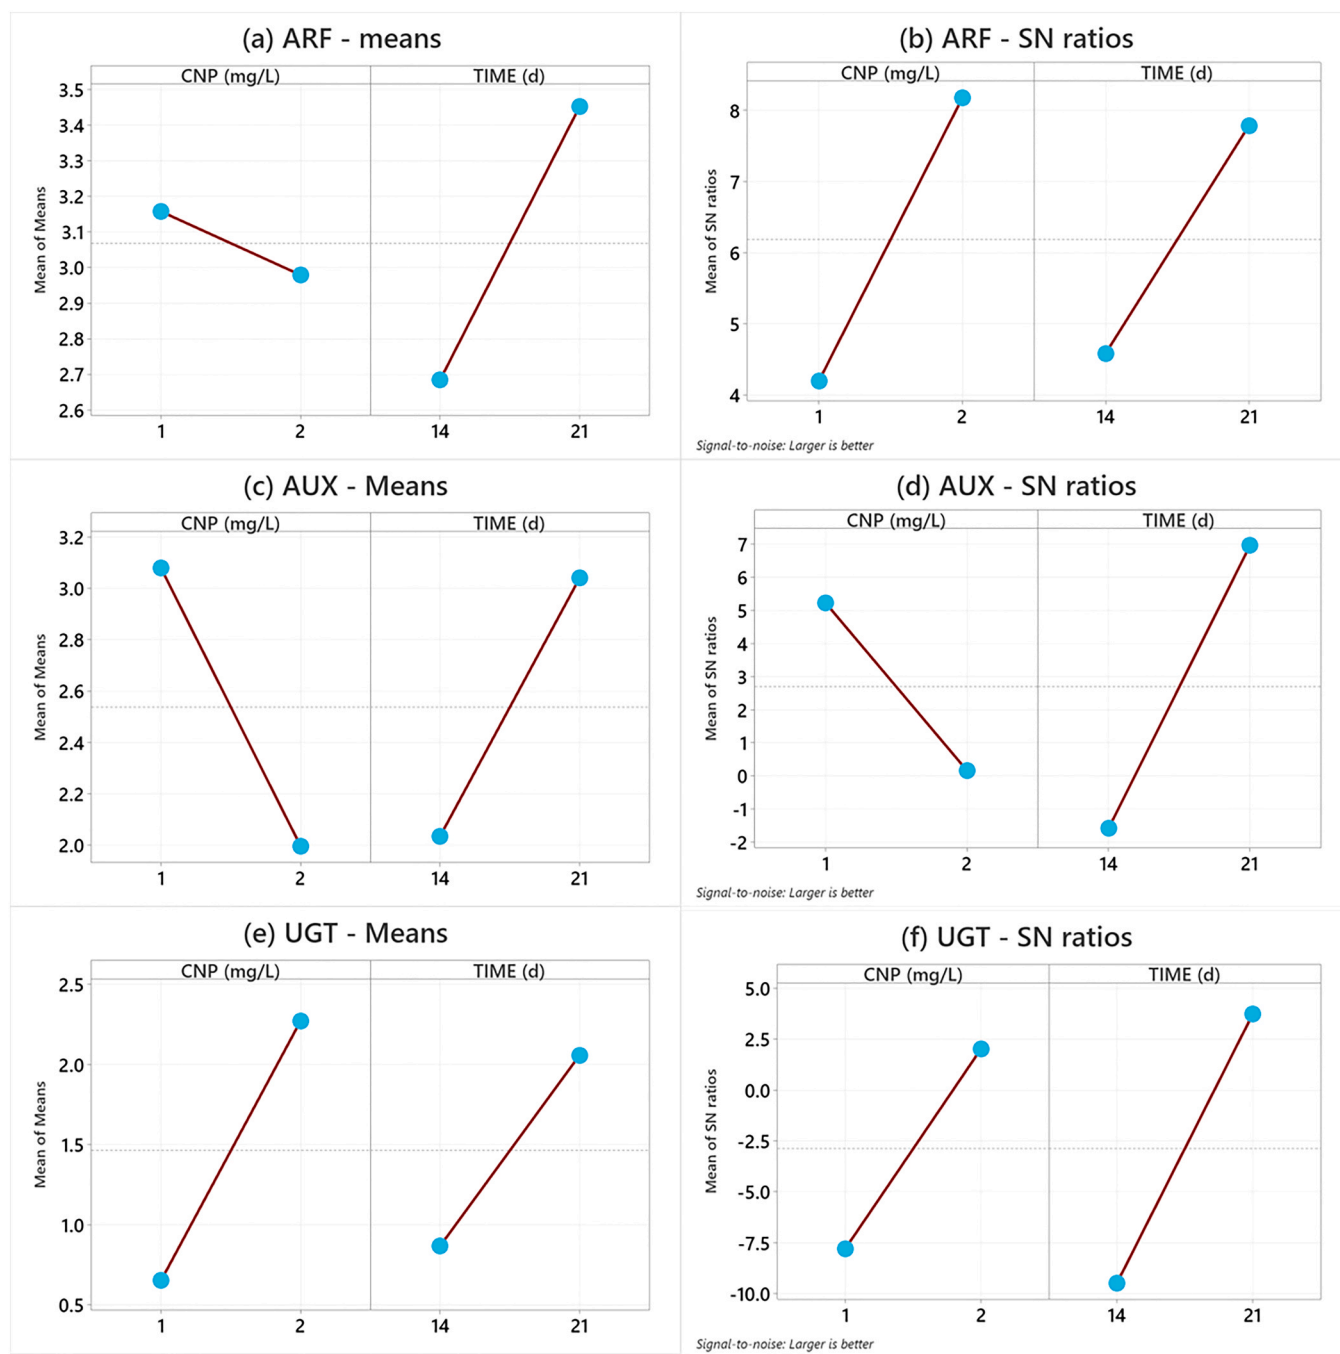 (a) ARF - means
CNP (mg/L) TIME (d)
Mean of Means
3.5
3.4
3.3
3.2
3.1
3.0
2.9
2.8
2.7
2.6
1 2 14 21
(b) ARF - SN ratios
CNP (mg/L) TIME (d)
Mean of SN ratios
8
7
6
5
4
1 2 14 21
Signal-to-noise: Larger is better
(c) AUX - Means
CNP (mg/L) TIME (d)
Mean of Means
3.2
3.0
2.8
2.6
2.4
2.2
2.0
1 2 14 21
(d) AUX - SN ratios
CNP (mg/L) TIME (d)
Mean of SN ratios
7
6
5
4
3
2
1
0
-1
-2
1 2 14 21
Signal-to-noise: Larger is better
(e) UGT - Means
CNP (mg/L) TIME (d)
Mean of Means
2.5
2.0
1.5
1.0
0.5
1 2 14 21
(f) UGT - SN ratios
CNP (mg/L) TIME (d)
Mean of SN ratios
5.0
2.5
0.0
-2.5
-5.0
-7.5
-10.0
1 2 14 21
Signal-to-noise: Larger is better